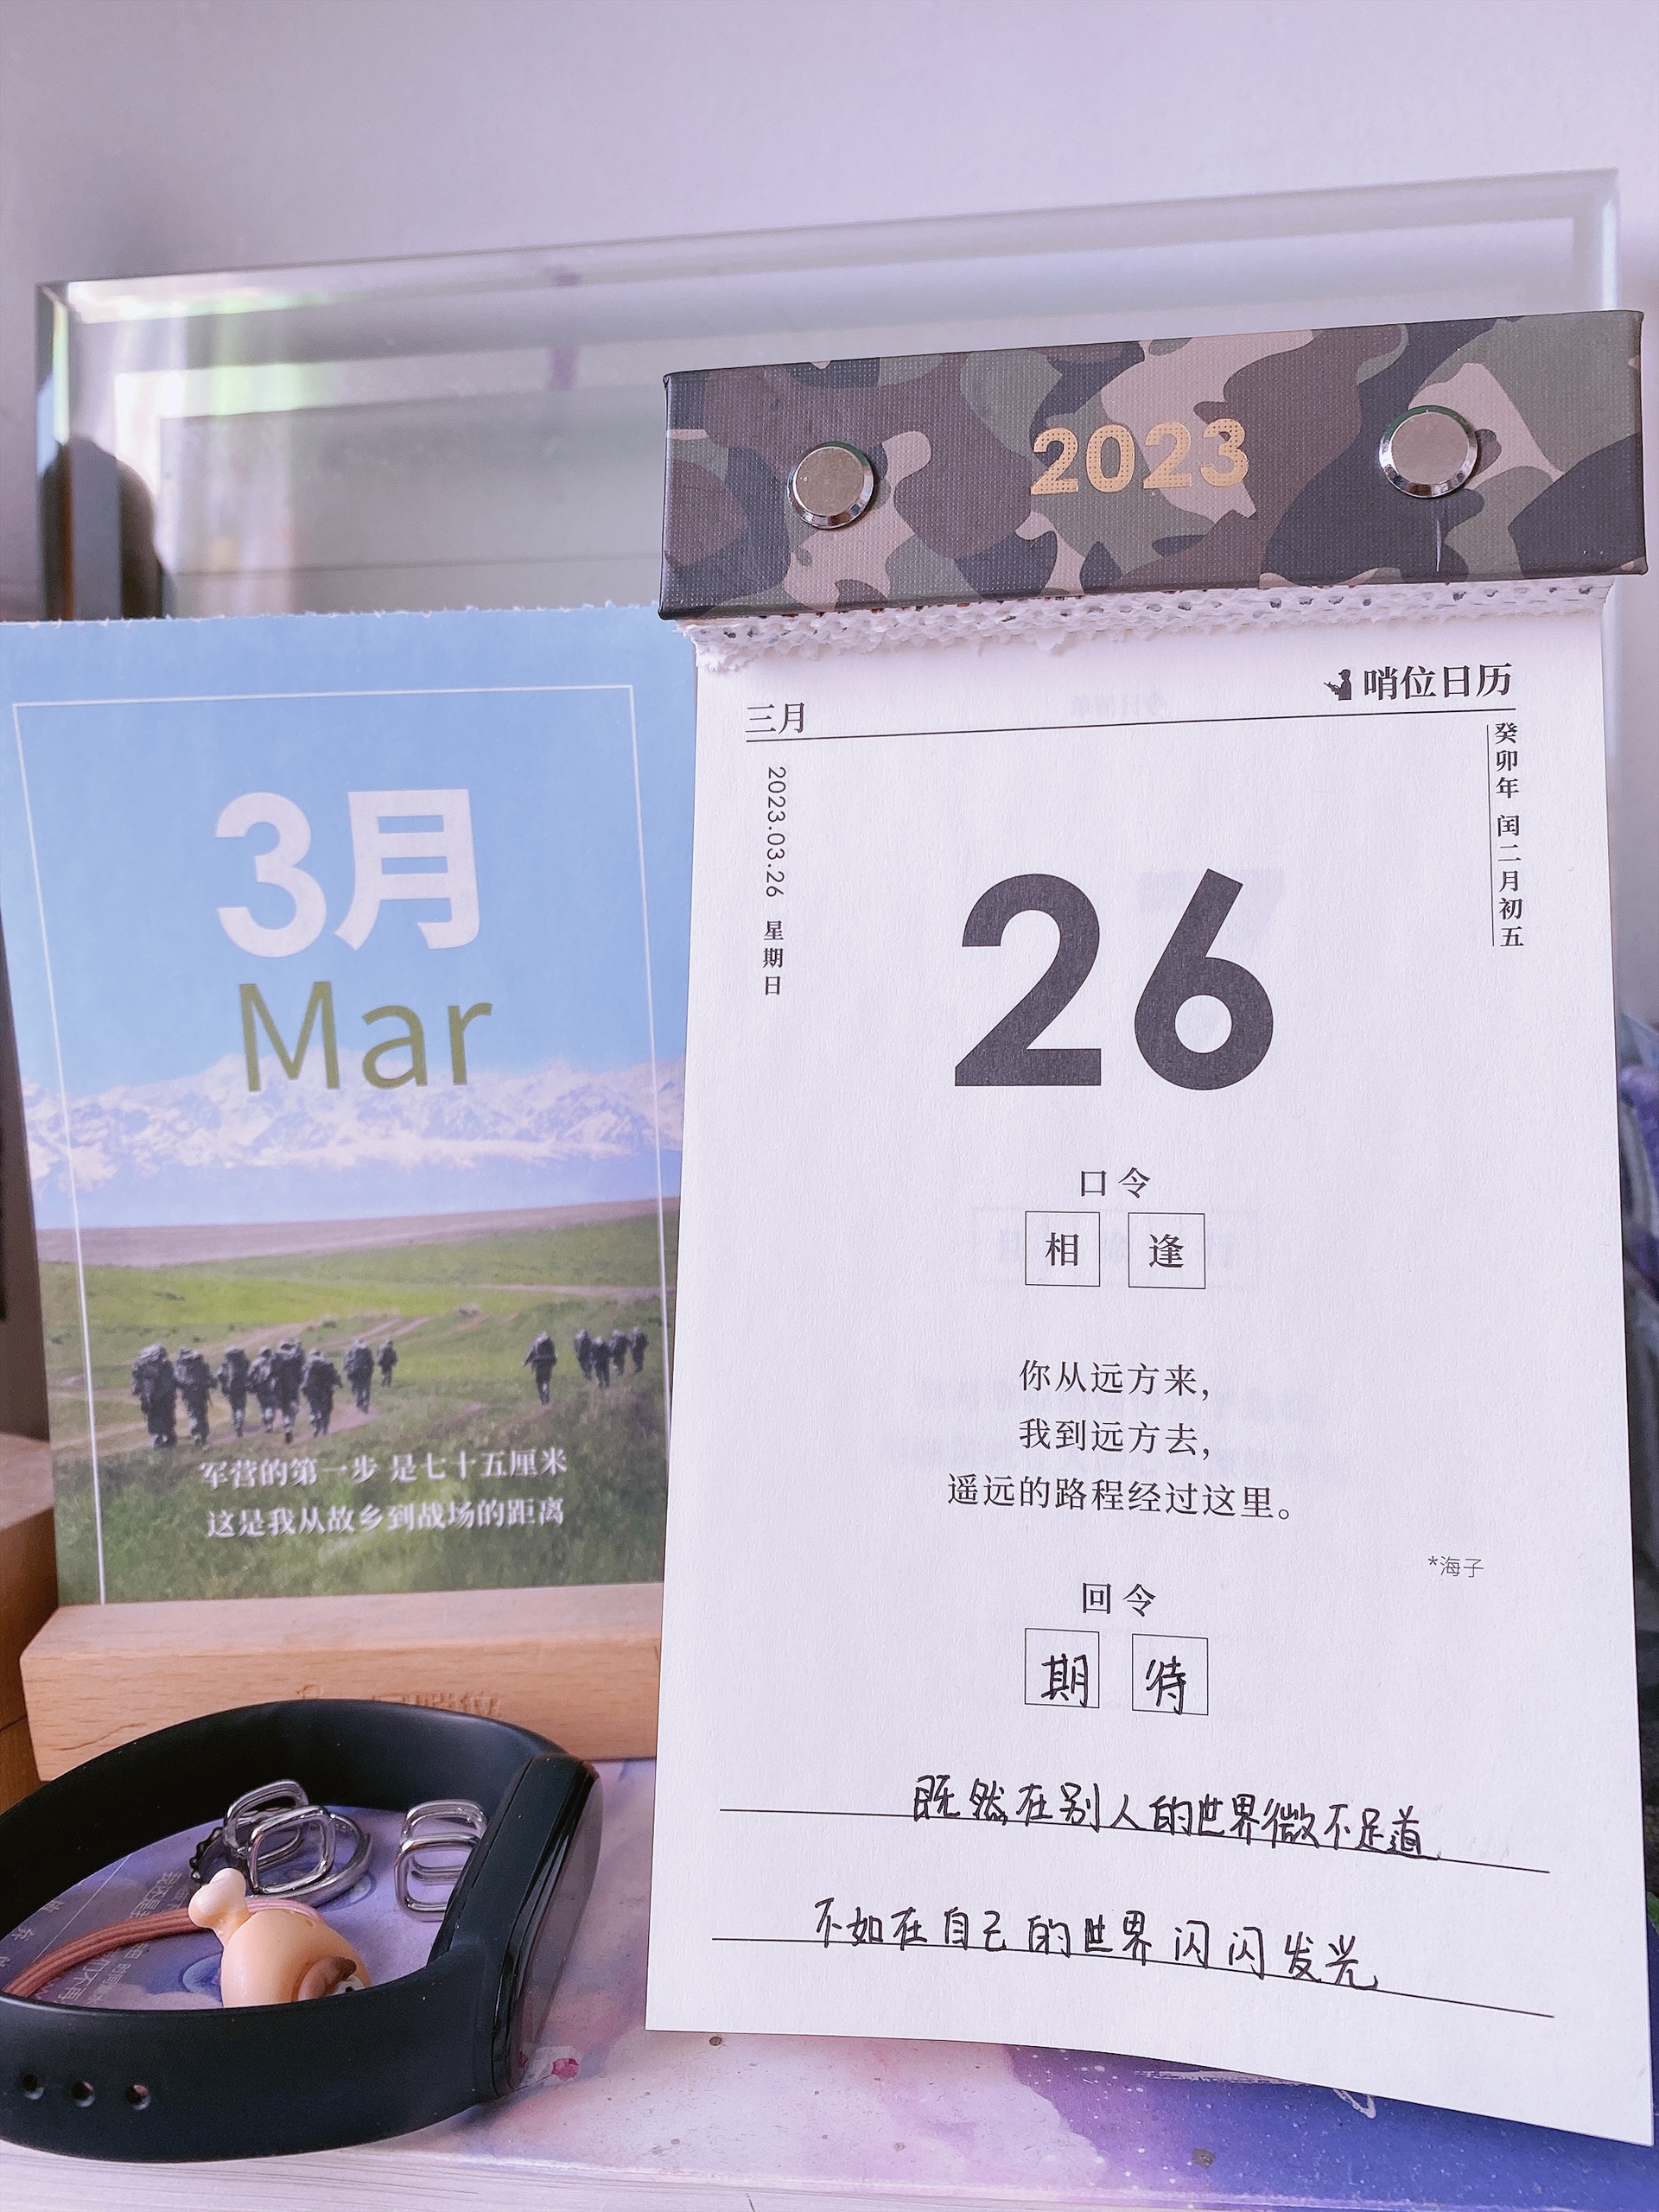 2023
哨位日历
三月
2023.03.26 星期日
癸卯年 闰二月初五
26
口令
相逢
你从远方来，
我到远方去，
遥远的路程经过这里。
*海子
回令
期待
既然在别人的世界微不足道
不如在自己的世界闪闪发光
3月
Mar
军营的第一步 是七十五厘米
这是我从故乡到战场的距离